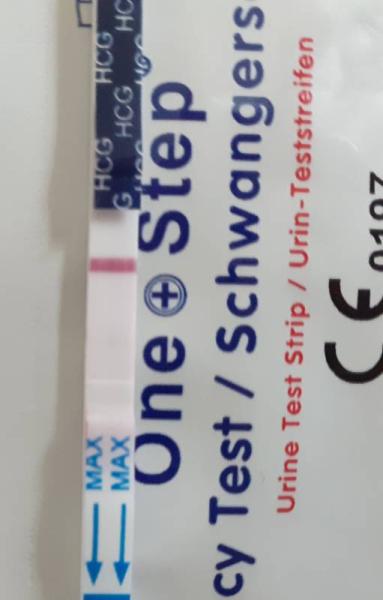 HCG HCG
HCG HCG
HCG
MAX
MAX
One Step
cy Test / Schwangers
Urine Test Strip / Urin-Teststreifen
CE 0197